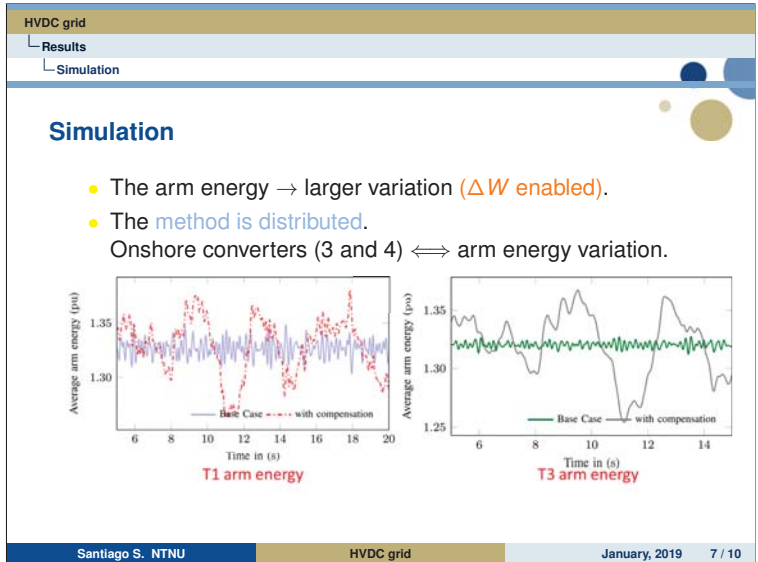 HVDC grid
Results
Simulation
Simulation
The arm energy → larger variation (ΔW enabled).
The method is distributed.
Onshore converters (3 and 4) ⟺ arm energy variation.
Average arm energy (pu)
1.35
1.30
Base Case
with compensation
6 8 10 12 14 16 18 20
Time in (s)
T1 arm energy
Average arm energy (pu)
1.35
1.30
1.25
Base Case
with compensation
6 8 10 12 14
Time in (s)
T3 arm energy
Santiago S. NTNU
HVDC grid
January, 2019 7 / 10